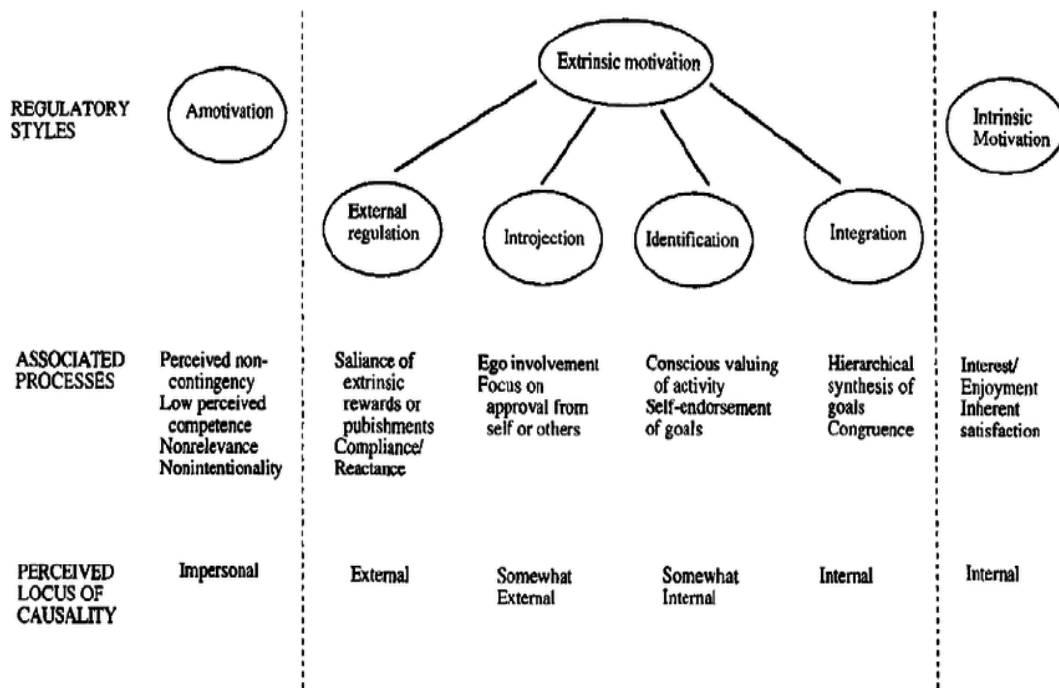 Extrinsic motivation
REGULATORY
STYLES
Amotivation
Intrinsic
Motivation
External
regulation
Introjection
Identification
Integration
ASSOCIATED
PROCESSES
Perceived non-
contingency
Low perceived
competence
Nonrelevance
Nonintentionality
Saliance of
extrinsic
rewards or
pubishments
Compliance/
Reactance
Ego involvement
Focus on
approval from
self or others
Conscious valuing
of activity
Self-endorsement
of goals
Hierarchical
synthesis of
goals
Congruence
Interest/
Enjoyment
Inherent
satisfaction
PERCEIVED
LOCUS OF
CAUSALITY
Impersonal
External
Somewhat
External
Somewhat
Internal
Internal
Internal